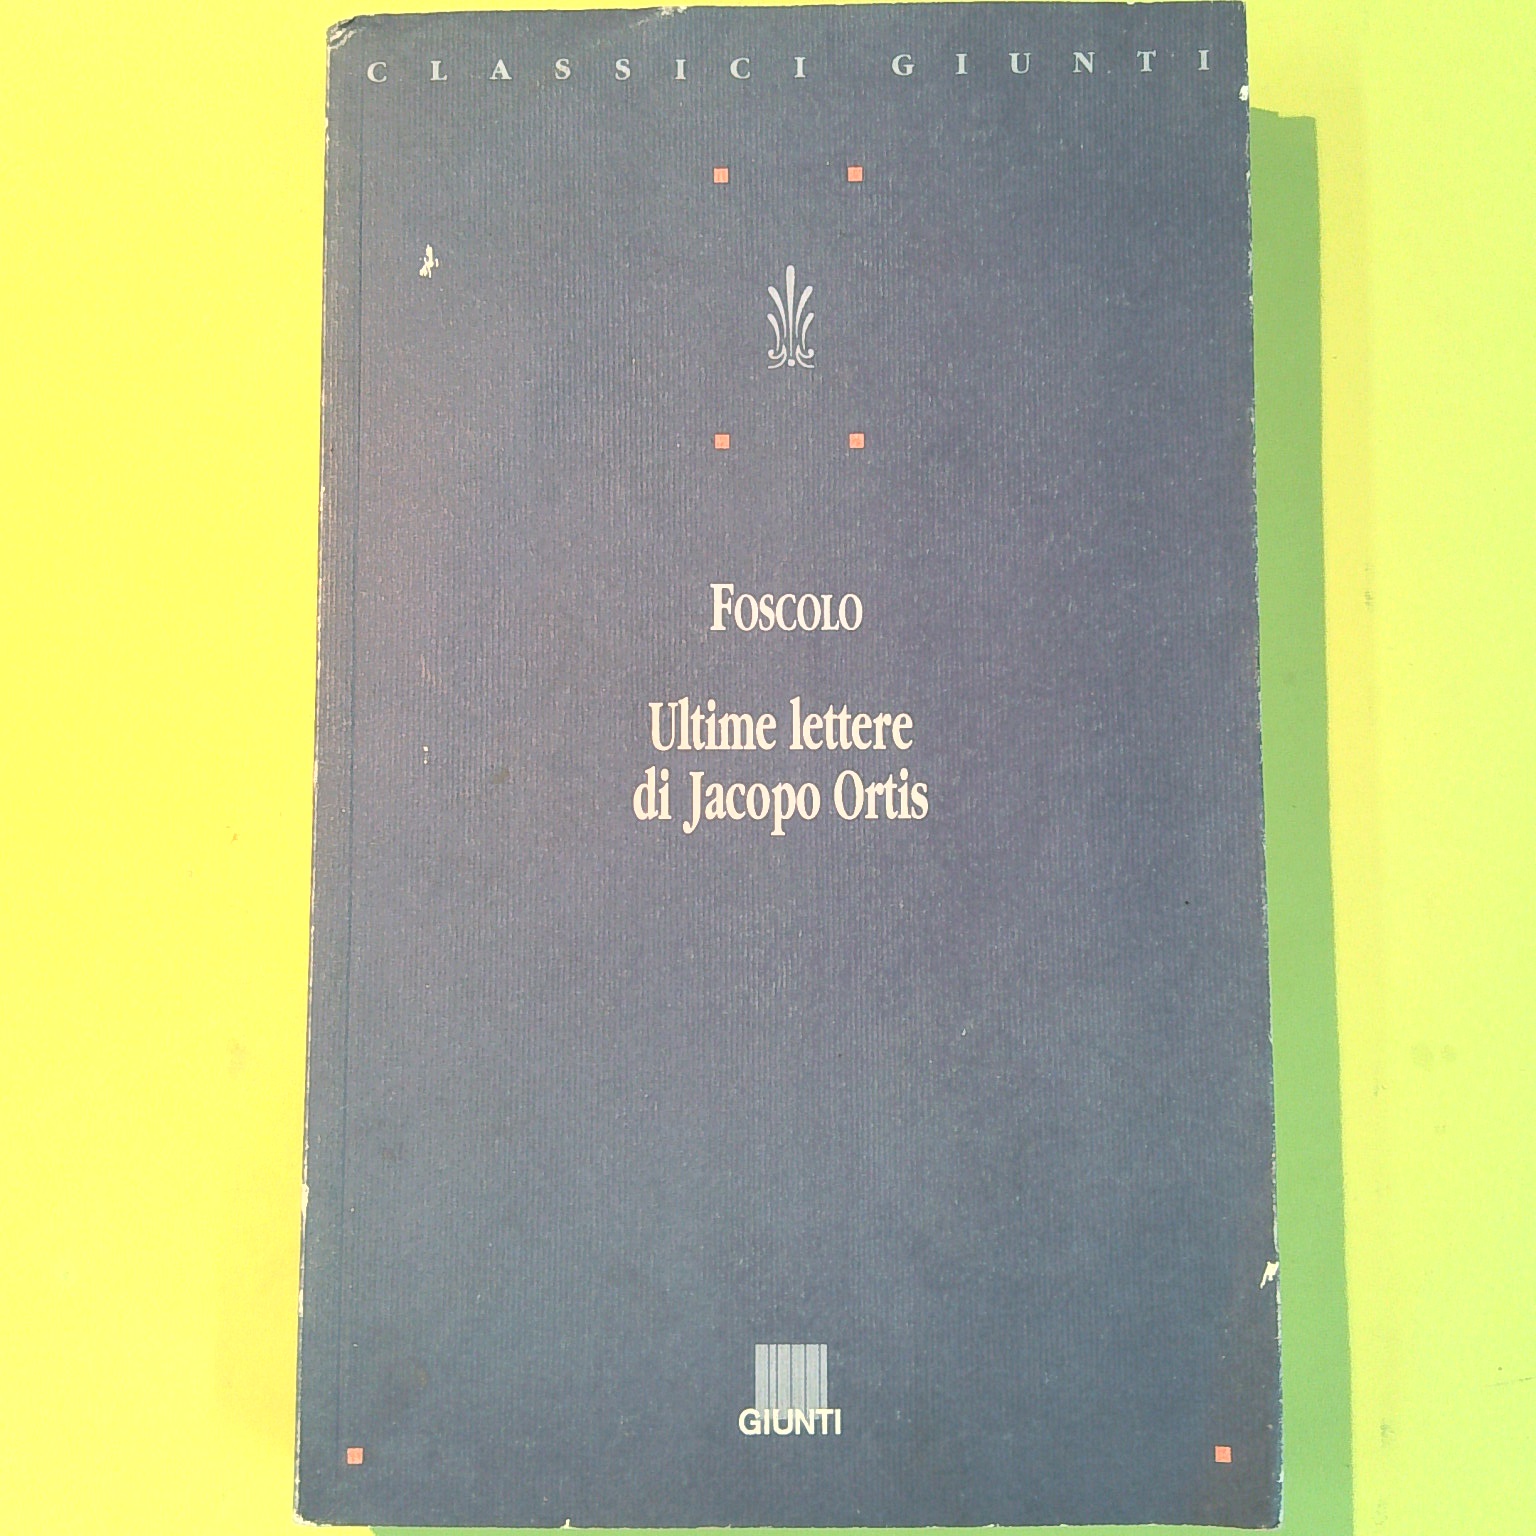 CLASSICI GIUNTI
FOSCOLO
Ultime lettere
di Jacopo Ortis
GIUNTI